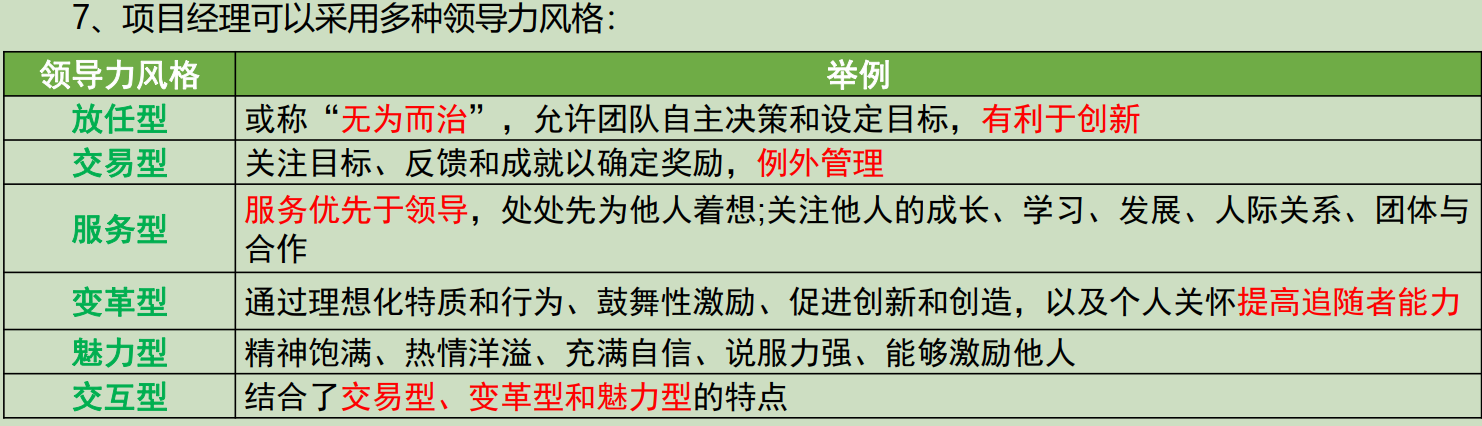 7、项目经理可以采用多种领导力风格：
领导力风格 举例
放任型 或称“无为而治”，允许团队自主决策和设定目标，有利于创新
交易型 关注目标、反馈和成就以确定奖励，例外管理
服务型 服务优先于领导，处处先为他人着想;关注他人的成长、学习、发展、人际关系、团体与
合作
变革型 通过理想化特质和行为、鼓舞性激励、促进创新和创造，以及个人关怀提高追随者能力
魅力型 精神饱满、热情洋溢、充满自信、说服力强、能够激励他人
交互型 结合了交易型、变革型和魅力型的特点